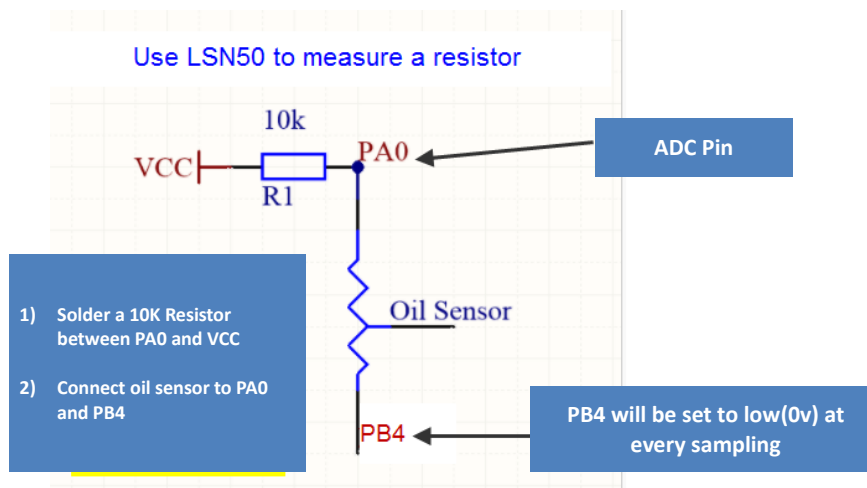 Use LSN50 to measure a resistor
10k
PA0
VCC
R1
ADC Pin
1) Solder a 10K Resistor
between PA0 and VCC
2) Connect oil sensor to PA0
and PB4
Oil Sensor
PB4
PB4 will be set to low(0v) at
every sampling